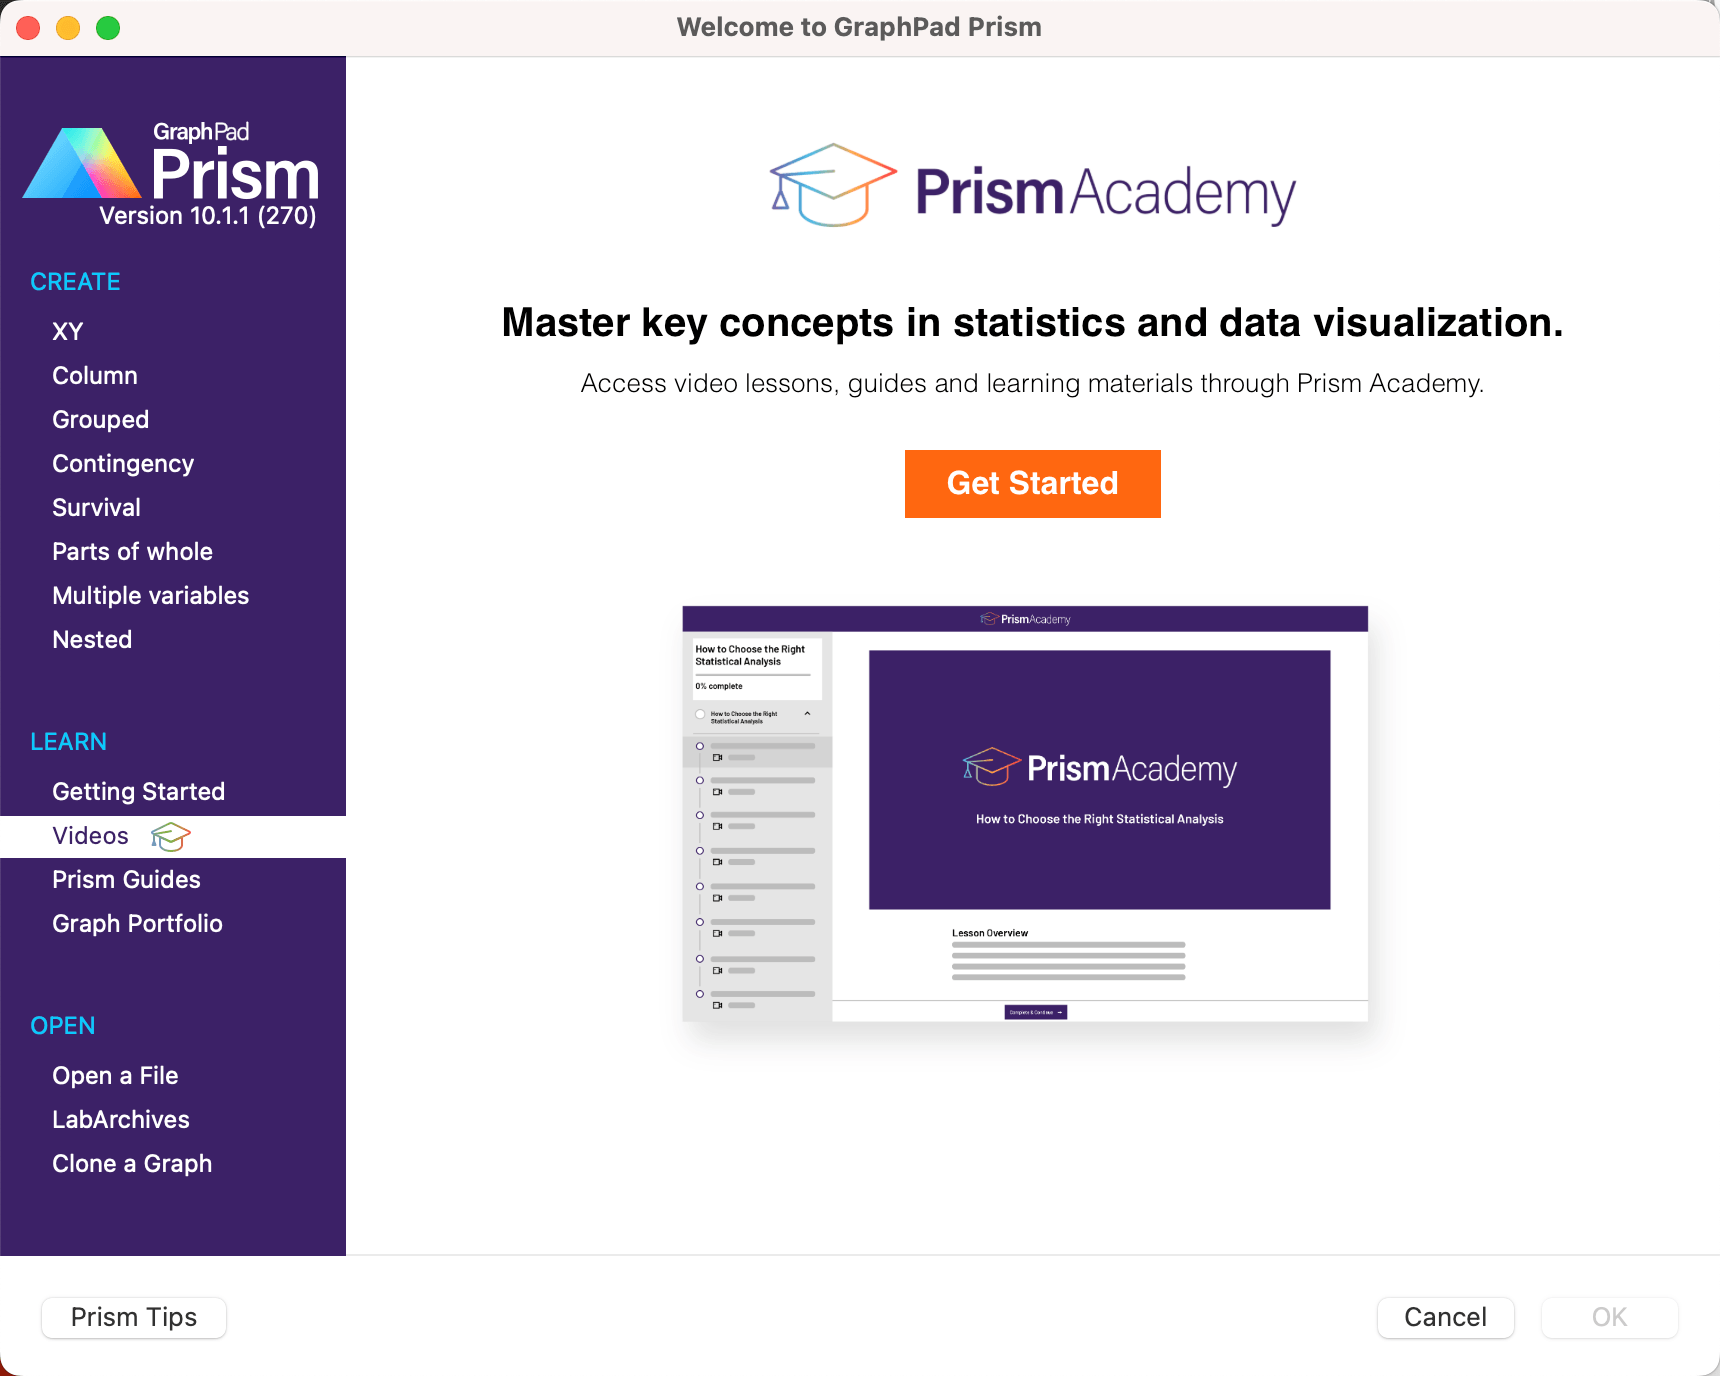 Welcome to GraphPad Prism
GraphPad
Prism
Version 10.1.1 (270)
CREATE
XY
Column
Grouped
Contingency
Survival
Parts of whole
Multiple variables
Nested
LEARN
Getting Started
Videos
Prism Guides
Graph Portfolio
OPEN
Open a File
LabArchives
Clone a Graph
PrismAcademy
Master key concepts in statistics and data visualization.
Access video lessons, guides and learning materials through Prism Academy.
Get Started
PrismAcademy
How to Choose the Right
Statistical Analysis
0% complete
How to Choose the Right
Statistical Analysis
PrismAcademy
How to Choose the Right Statistical Analysis
Lesson Overview
Complete & Continue →
Prism Tips
Cancel
OK